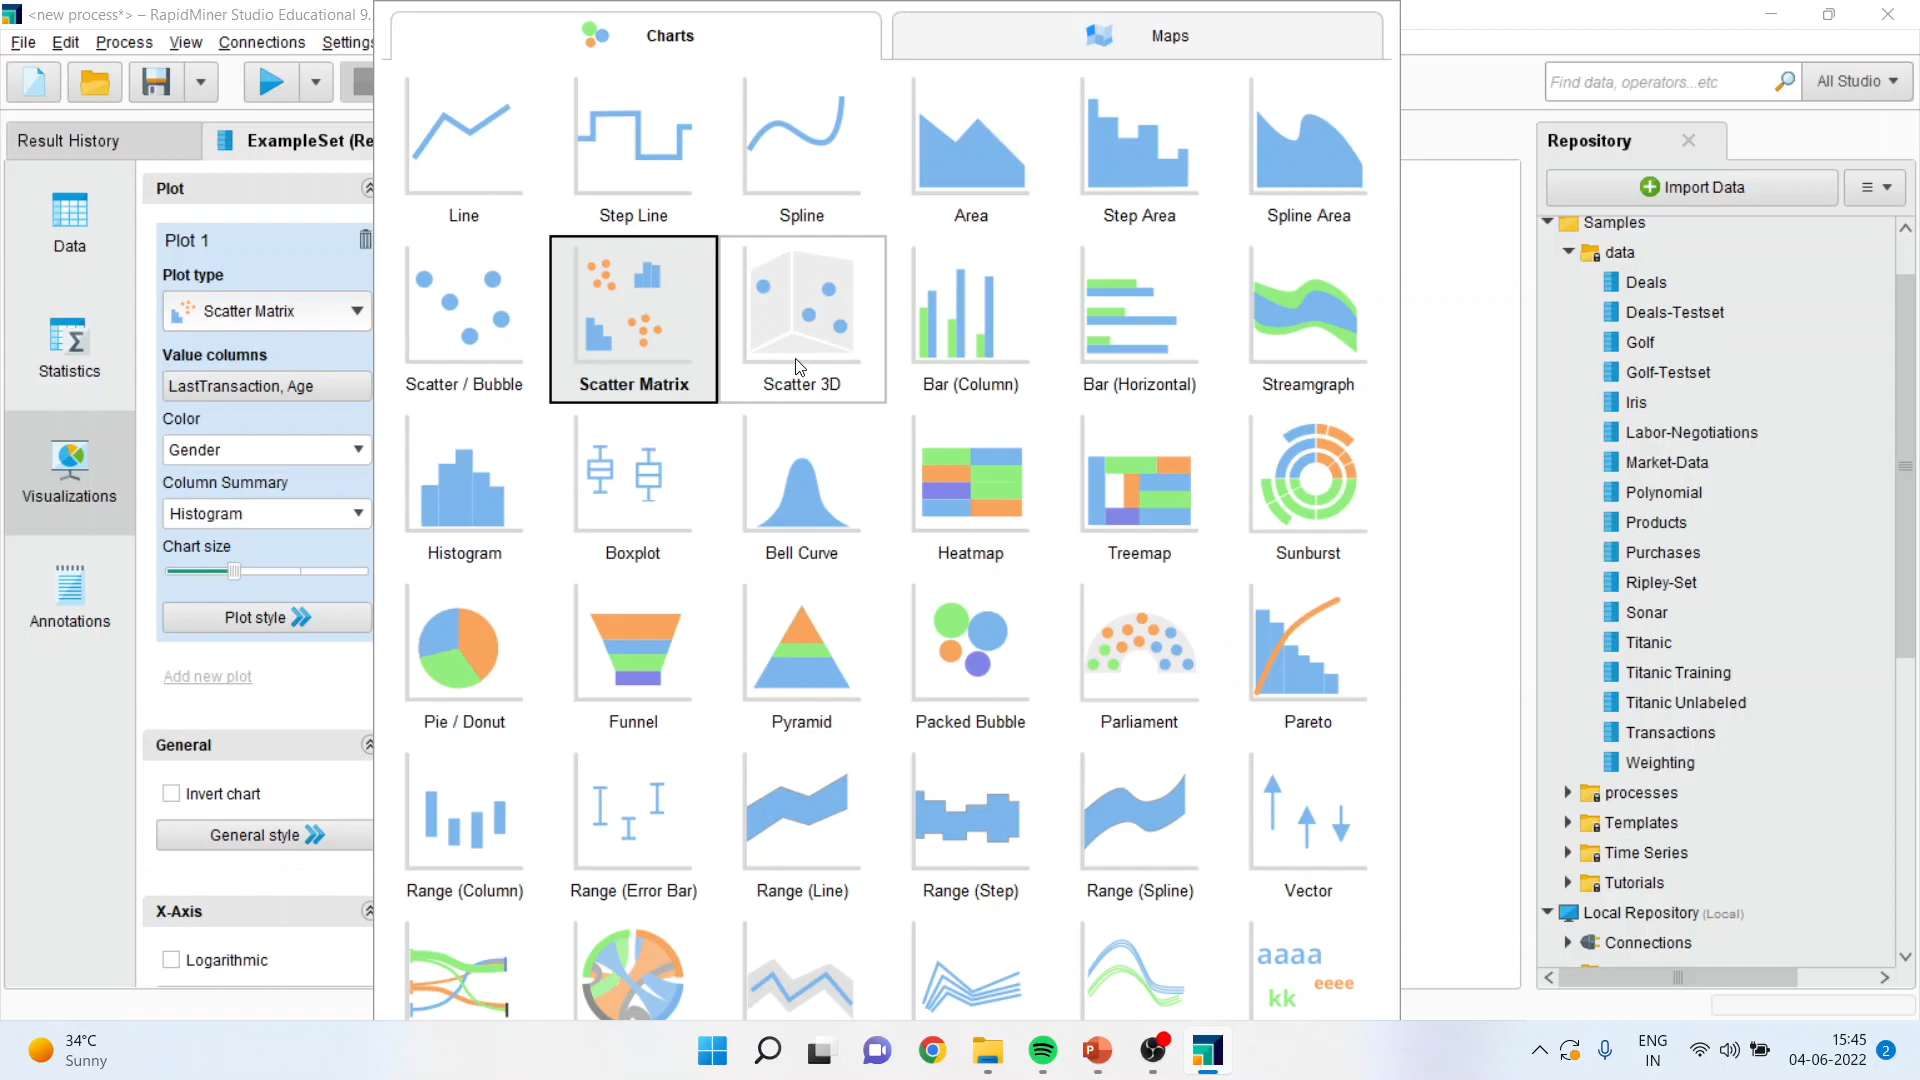 <new process*> – RapidMiner Studio Educational 9.
File Edit Process View Connections Settings
Find data, operators...etc
All Studio
Result History
ExampleSet (Re
Data
Statistics
Visualizations
Annotations
Plot
Plot 1
Plot type
Scatter Matrix
Value columns
LastTransaction, Age
Color
Gender
Column Summary
Histogram
Chart size
Plot style
Add new plot
General
Invert chart
General style
X-Axis
Logarithmic
Charts
Maps
Line
Step Line
Spline
Area
Step Area
Spline Area
Scatter / Bubble
Scatter Matrix
Scatter 3D
Bar (Column)
Bar (Horizontal)
Streamgraph
Histogram
Boxplot
Bell Curve
Heatmap
Treemap
Sunburst
Pie / Donut
Funnel
Pyramid
Packed Bubble
Parliament
Pareto
Range (Column)
Range (Error Bar)
Range (Line)
Range (Step)
Range (Spline)
Vector
aaaa
eeee
kk
Repository
Import Data
Samples
data
Deals
Deals-Testset
Golf
Golf-Testset
Iris
Labor-Negotiations
Market-Data
Polynomial
Products
Purchases
Ripley-Set
Sonar
Titanic
Titanic Training
Titanic Unlabeled
Transactions
Weighting
processes
Templates
Time Series
Tutorials
Local Repository (Local)
Connections
34°C
Sunny
ENG
IN
15:45
04-06-2022
2